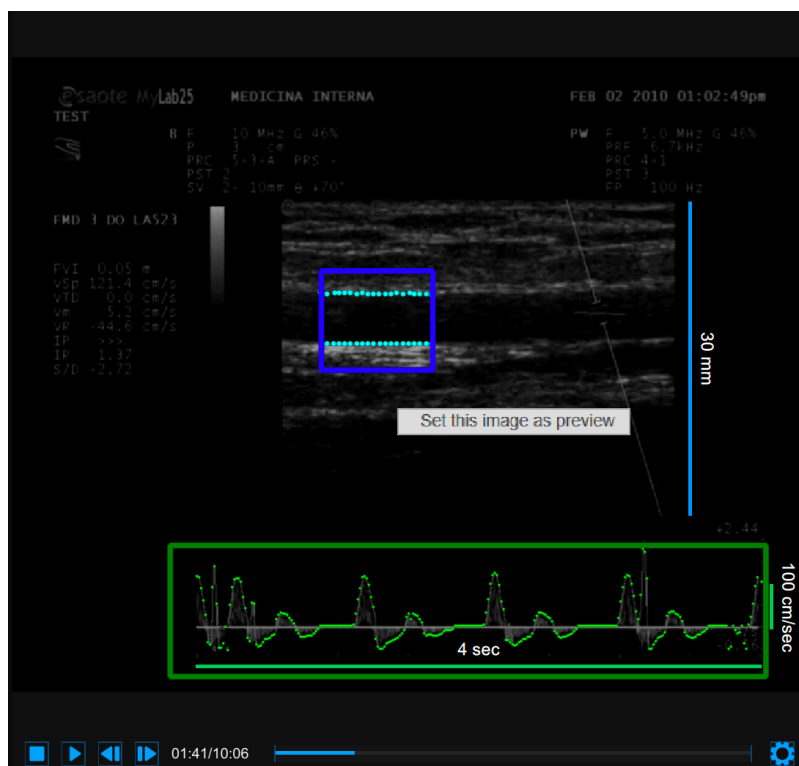 esaote MyLab25 MEDICINA INTERNA FEB 02 2010 01:02:49pm
TEST
B F 10 MHz G 46% PW F 5.0 MHz G 46%
P 3 cm PRF 6.7kHz
PRC 5-3-A PRS - PRC 4-1
PST 2 PST 3
SV 2- 10mm θ +70° FP 100 Hz
FMD 3 DO LA523
FVI 0.05 m
VSp 121.4 cm/s
VTD 0.0 cm/s
Vm 5.2 cm/s
VR -44.6 cm/s
IP >>>
IR 1.37
S/D -2.72
30 mm
Set this image as preview
+2.44
100 cm/sec
4 sec
01:41/10:06